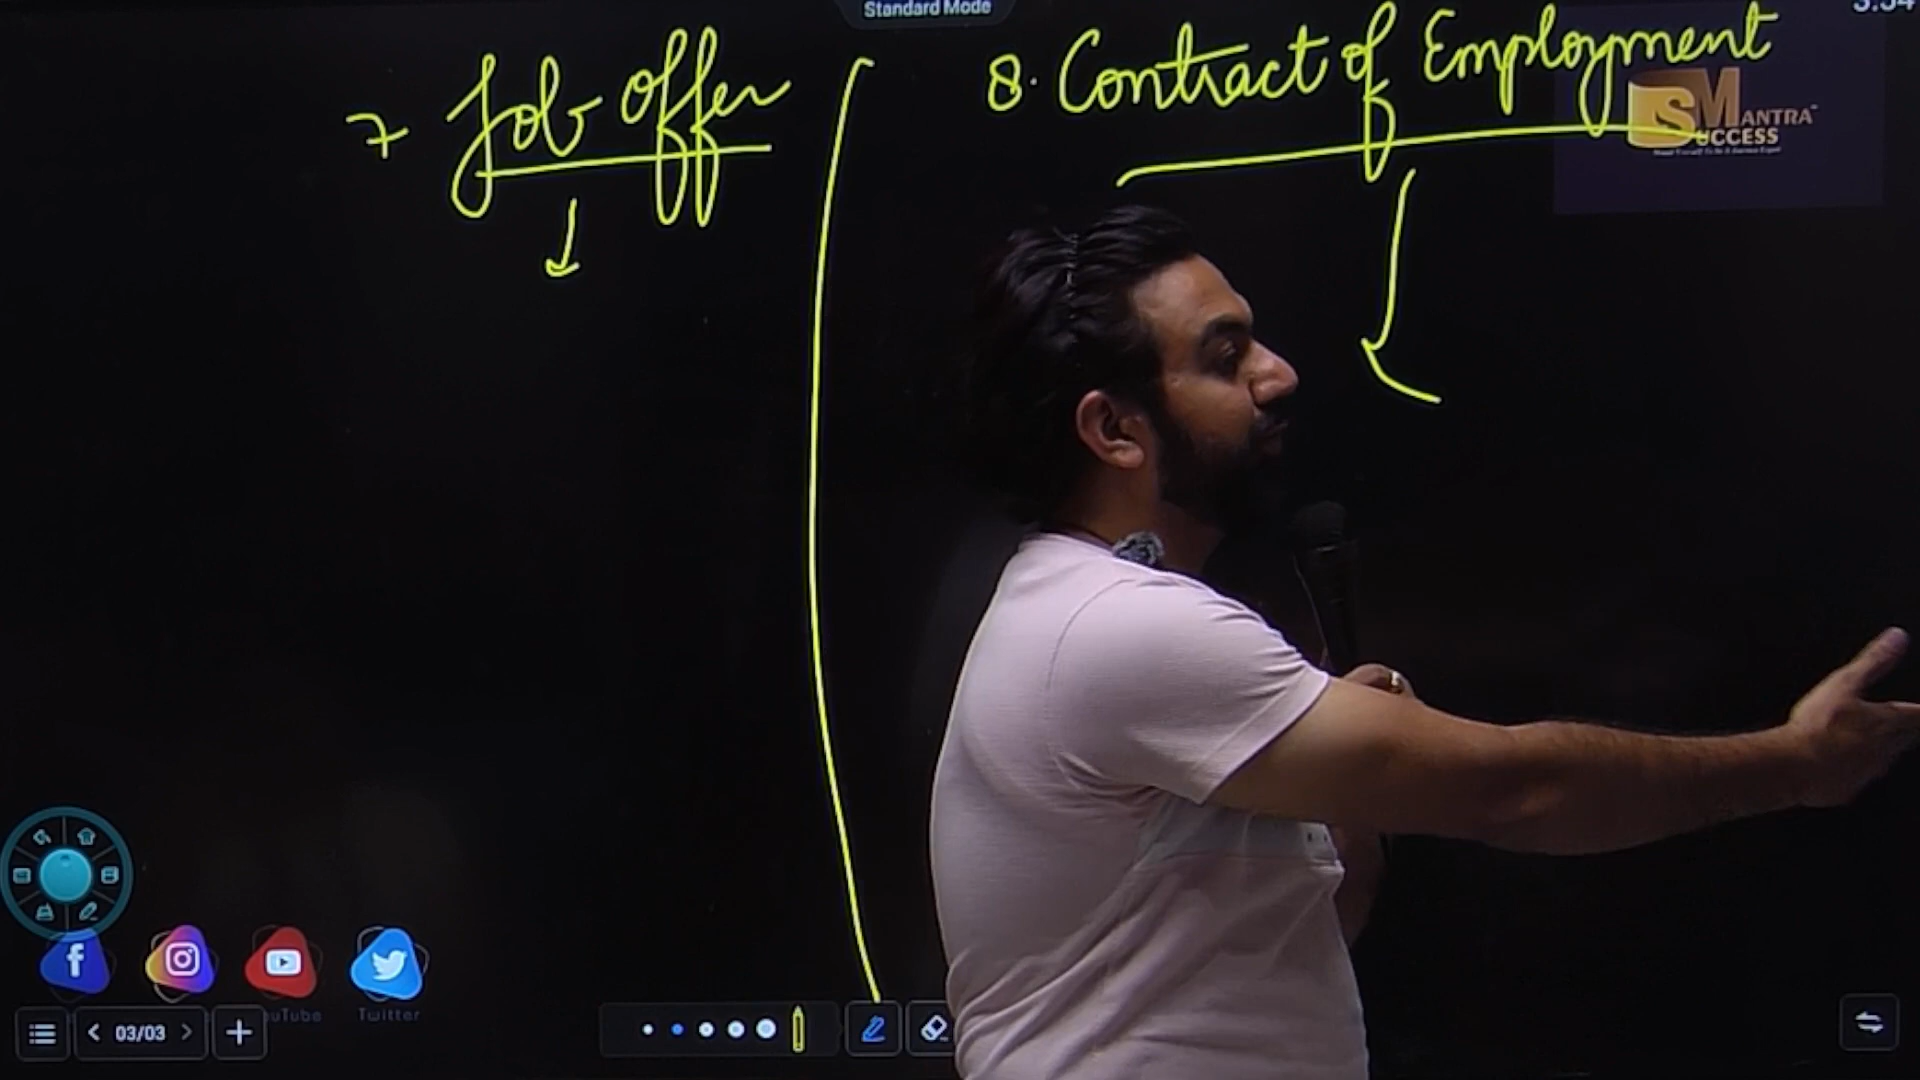 Standard Mode
7 Job offer
8. Contract of Employment
SUCCESS MANTRA
03/03
Twitter